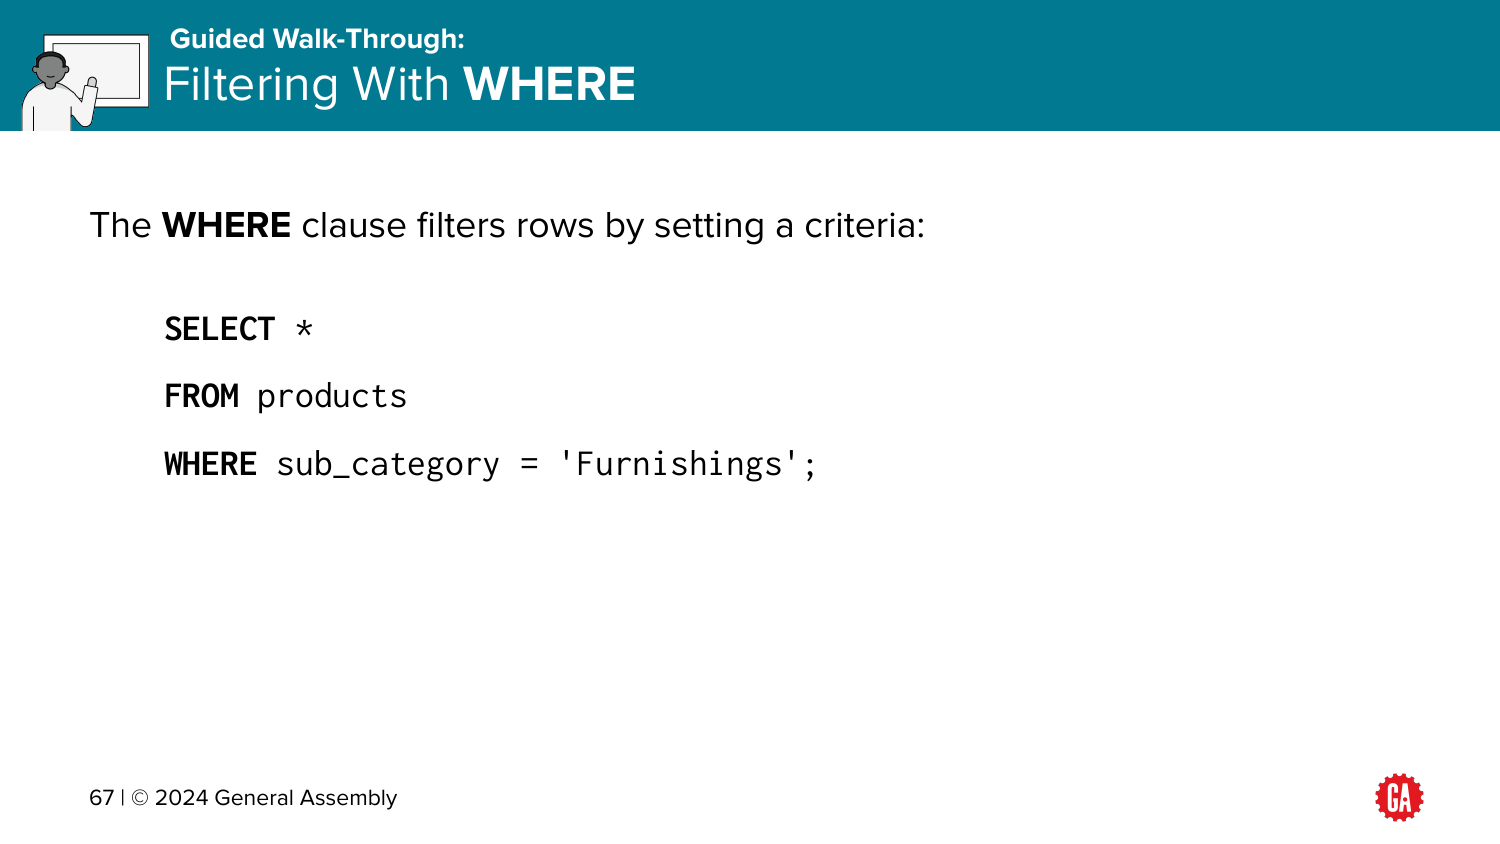 Guided Walk-Through:
Filtering With WHERE
The WHERE clause filters rows by setting a criteria:
SELECT *
FROM products
WHERE sub_category = 'Furnishings';
67 | © 2024 General Assembly
GA